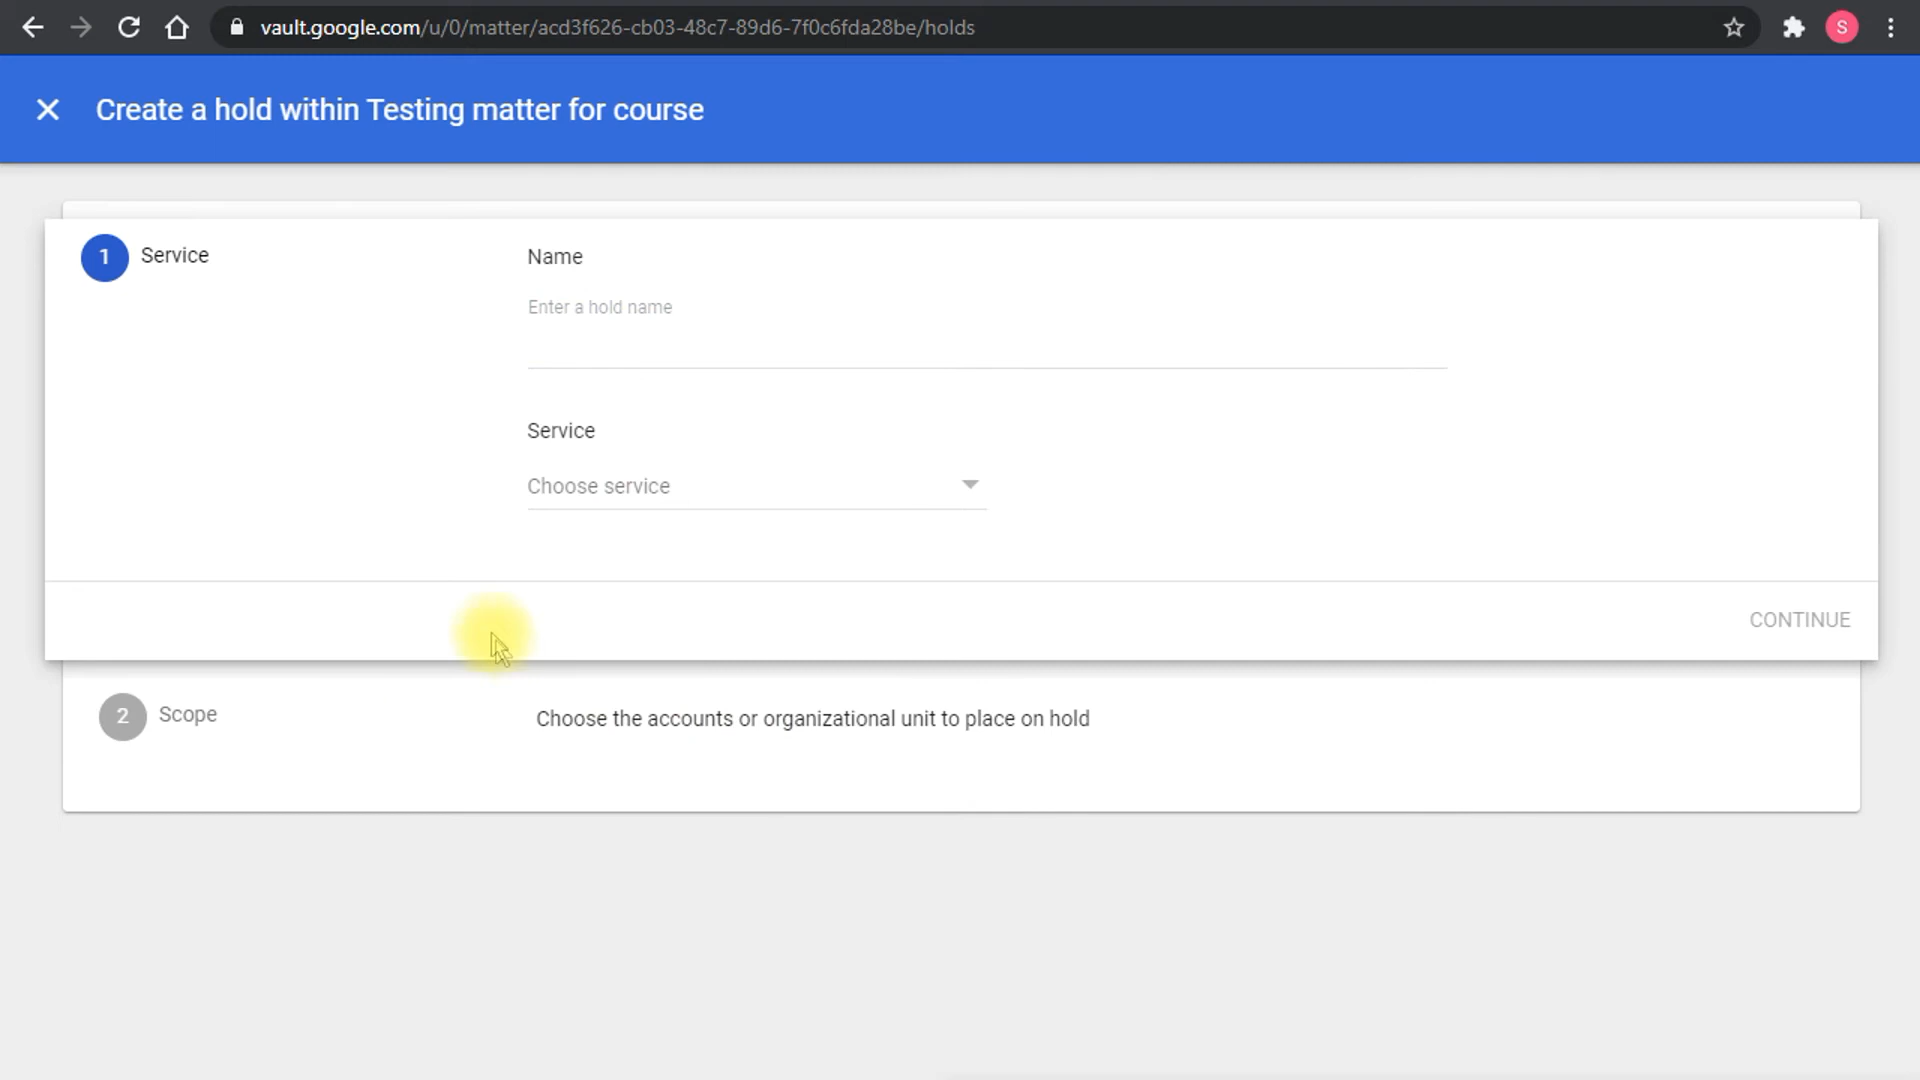 vault.google.com/u/0/matter/acd3f626-cb03-48c7-89d6-7f0c6fda28be/holds
S
Create a hold within Testing matter for course
1 Service
Name
Enter a hold name
Service
Choose service
CONTINUE
2 Scope
Choose the accounts or organizational unit to place on hold